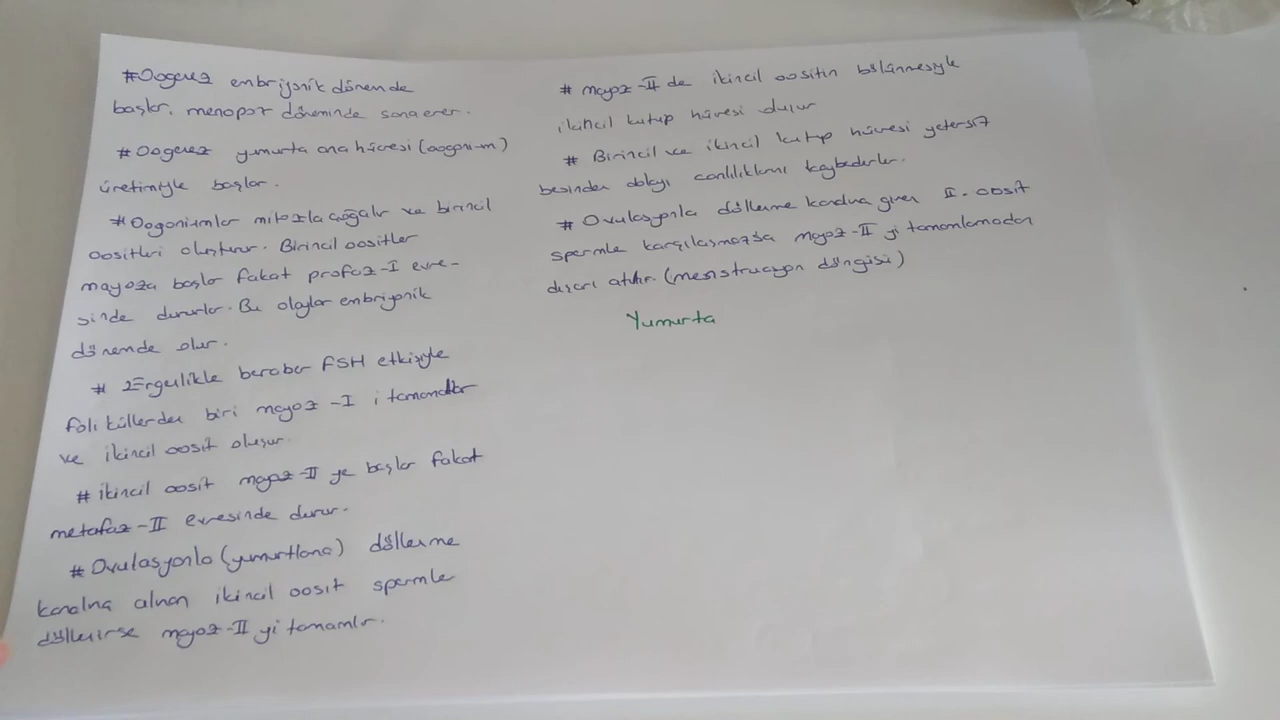 #Oogenez embriyonik dönemde
başlar, menopoz döneminde sona erer.
#Oogenez yumurta ana hücresi (oogonium)
üretimiyle başlar.
#Oogoniumlar mitozla çoğalır ve birincil
oositleri oluşturur. Birincil oositler
mayoza başlar fakat profaz-I evre-
sinde dururlar. Bu olaylar embriyonik
dönemde olur.
# Ergenlikle beraber FSH etkisiyle
foliküllerden biri mayoz-I i tamamlar
ve ikincil oosit oluşur.
# ikincil oosit mayoz-II ye başlar fakat
metafaz-II evresinde durur.
# Ovulasyonla (yumurtlama) döllenme
kanalına alınan ikincil oosit spermle
döllenirse mayoz-II yi tamamlar.
# mayoz-II de ikincil oositin bölünmesiyle
ikincil kutup hücresi oluşur
# Birincil ve ikincil kutup hücresi yetersiz
besinden dolayı canlılıklarını kaybederler.
# Ovulasyonla döllenme kanalına giren II. oosit
spermle karşılaşmazsa mayoz-II yi tamamlamadan
dışarı atılır. (menstruasyon döngüsü)
Yumurta